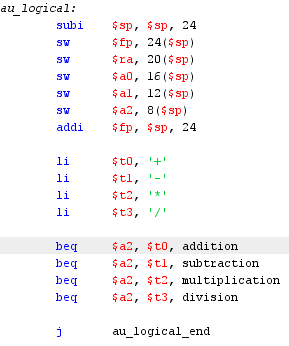 au_logical:
subi $sp, $sp, 24
sw $fp, 24($sp)
sw $ra, 20($sp)
sw $a0, 16($sp)
sw $a1, 12($sp)
sw $a2, 8($sp)
addi $fp, $sp, 24
li $t0, '+'
li $t1, '-'
li $t2, '*'
li $t3, '/'
beq $a2, $t0, addition
beq $a2, $t1, subtraction
beq $a2, $t2, multiplication
beq $a2, $t3, division
j au_logical_end